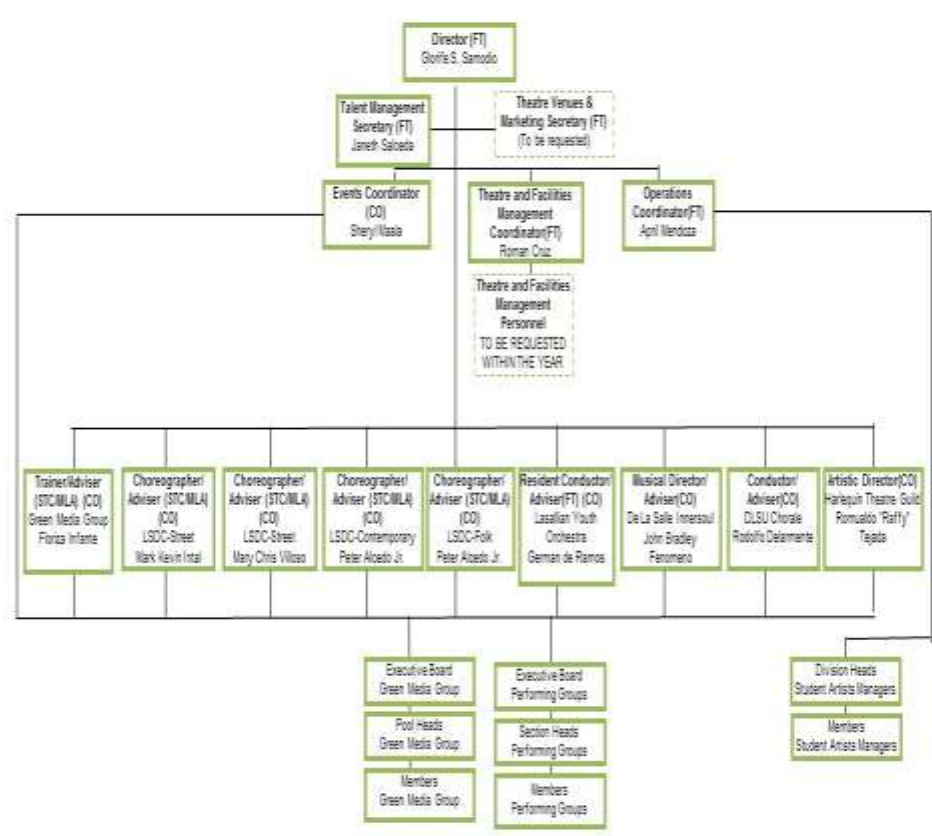 Director (FT)
Glorife S. Samodio
Talent Management
Secretary (FT)
Janeth Salceda
Theatre Venues &
Marketing Secretary (FT)
(To be requested)
Events Coordinator
(CO)
Sheryl Maala
Theatre and Facilities
Management
Coordinator(FT)
Roman Cruz
Operations
Coordinator(FT)
April Mendoza
Theatre and Facilities
Management
Personnel
TO BE REQUESTED
WITHIN THE YEAR
Trainer/Adviser
(STC/MLA) (CO)
Green Media Group
Floriza Infante
Choreographer/
Adviser (STC/MLA)
(CO)
LSDC-Street
Mark Kevin Intal
Choreographer/
Adviser (STC/MLA)
(CO)
LSDC-Street
Mary Chris Villoso
Choreographer/
Adviser (STC/MLA)
(CO)
LSDC-Contemporary
Peter Alcedo Jr.
Choreographer/
Adviser (STC/MLA)
(CO)
LSDC-Folk
Peter Alcedo Jr.
Resident Conductor/
Adviser(FT) (CO)
Lasallian Youth
Orchestra
German de Ramos
Musical Director/
Adviser(CO)
De La Salle Innersoul
John Bradley
Fenomeno
Conductor/
Adviser(CO)
DLSU Chorale
Rodolfo Delarmente
Artistic Director(CO)
Harlequin Theatre Guild
Romualdo "Raffy"
Tejada
Executive Board
Green Media Group
Pool Heads
Green Media Group
Members
Green Media Group
Executive Board
Performing Groups
Section Heads
Performing Groups
Members
Performing Groups
Division Heads
Student Artists Managers
Members
Student Artists Managers